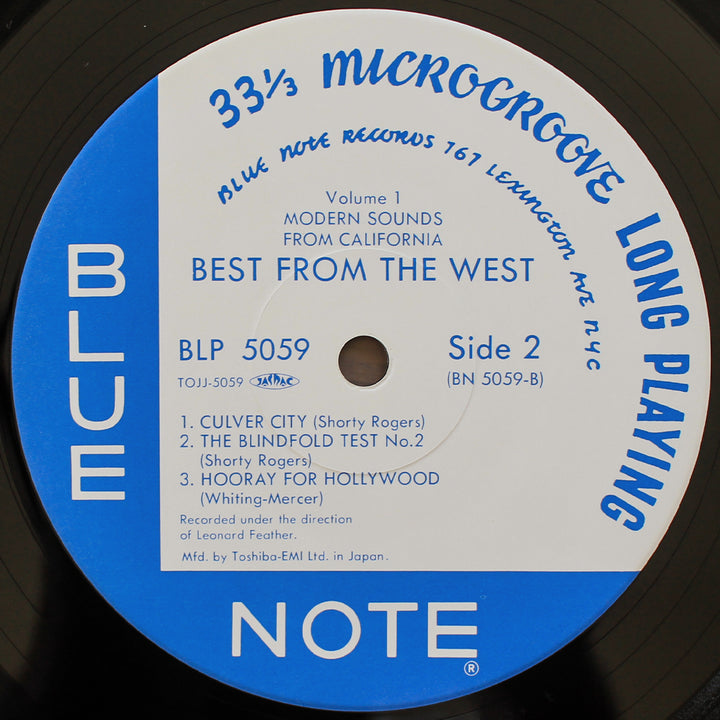 33⅓ MICROGROOVE LONG PLAYING
BLUE NOTE RECORDS 767 LEXINGTON AVE NYC
Volume 1
MODERN SOUNDS
FROM CALIFORNIA
BEST FROM THE WEST
BLP 5059
Side 2
TOJJ-5059 JASRAC
(BN 5059-B)
1. CULVER CITY (Shorty Rogers)
2. THE BLINDFOLD TEST No.2
(Shorty Rogers)
3. HOORAY FOR HOLLYWOOD
(Whiting-Mercer)
Recorded under the direction
of Leonard Feather.
Mfd. by Toshiba-EMI Ltd. in Japan.
BLUE
NOTE®